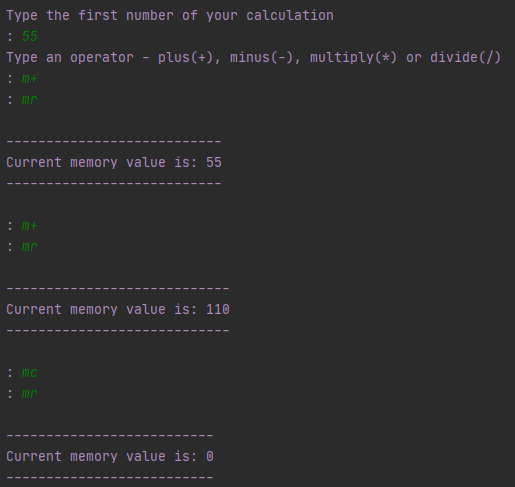 Type the first number of your calculation
: 55
Type an operator - plus(+), minus(-), multiply(*) or divide(/)
: m+
: mr
---------------------------
Current memory value is: 55
---------------------------
: m+
: mr
----------------------------
Current memory value is: 110
----------------------------
: mc
: mr
--------------------------
Current memory value is: 0
--------------------------